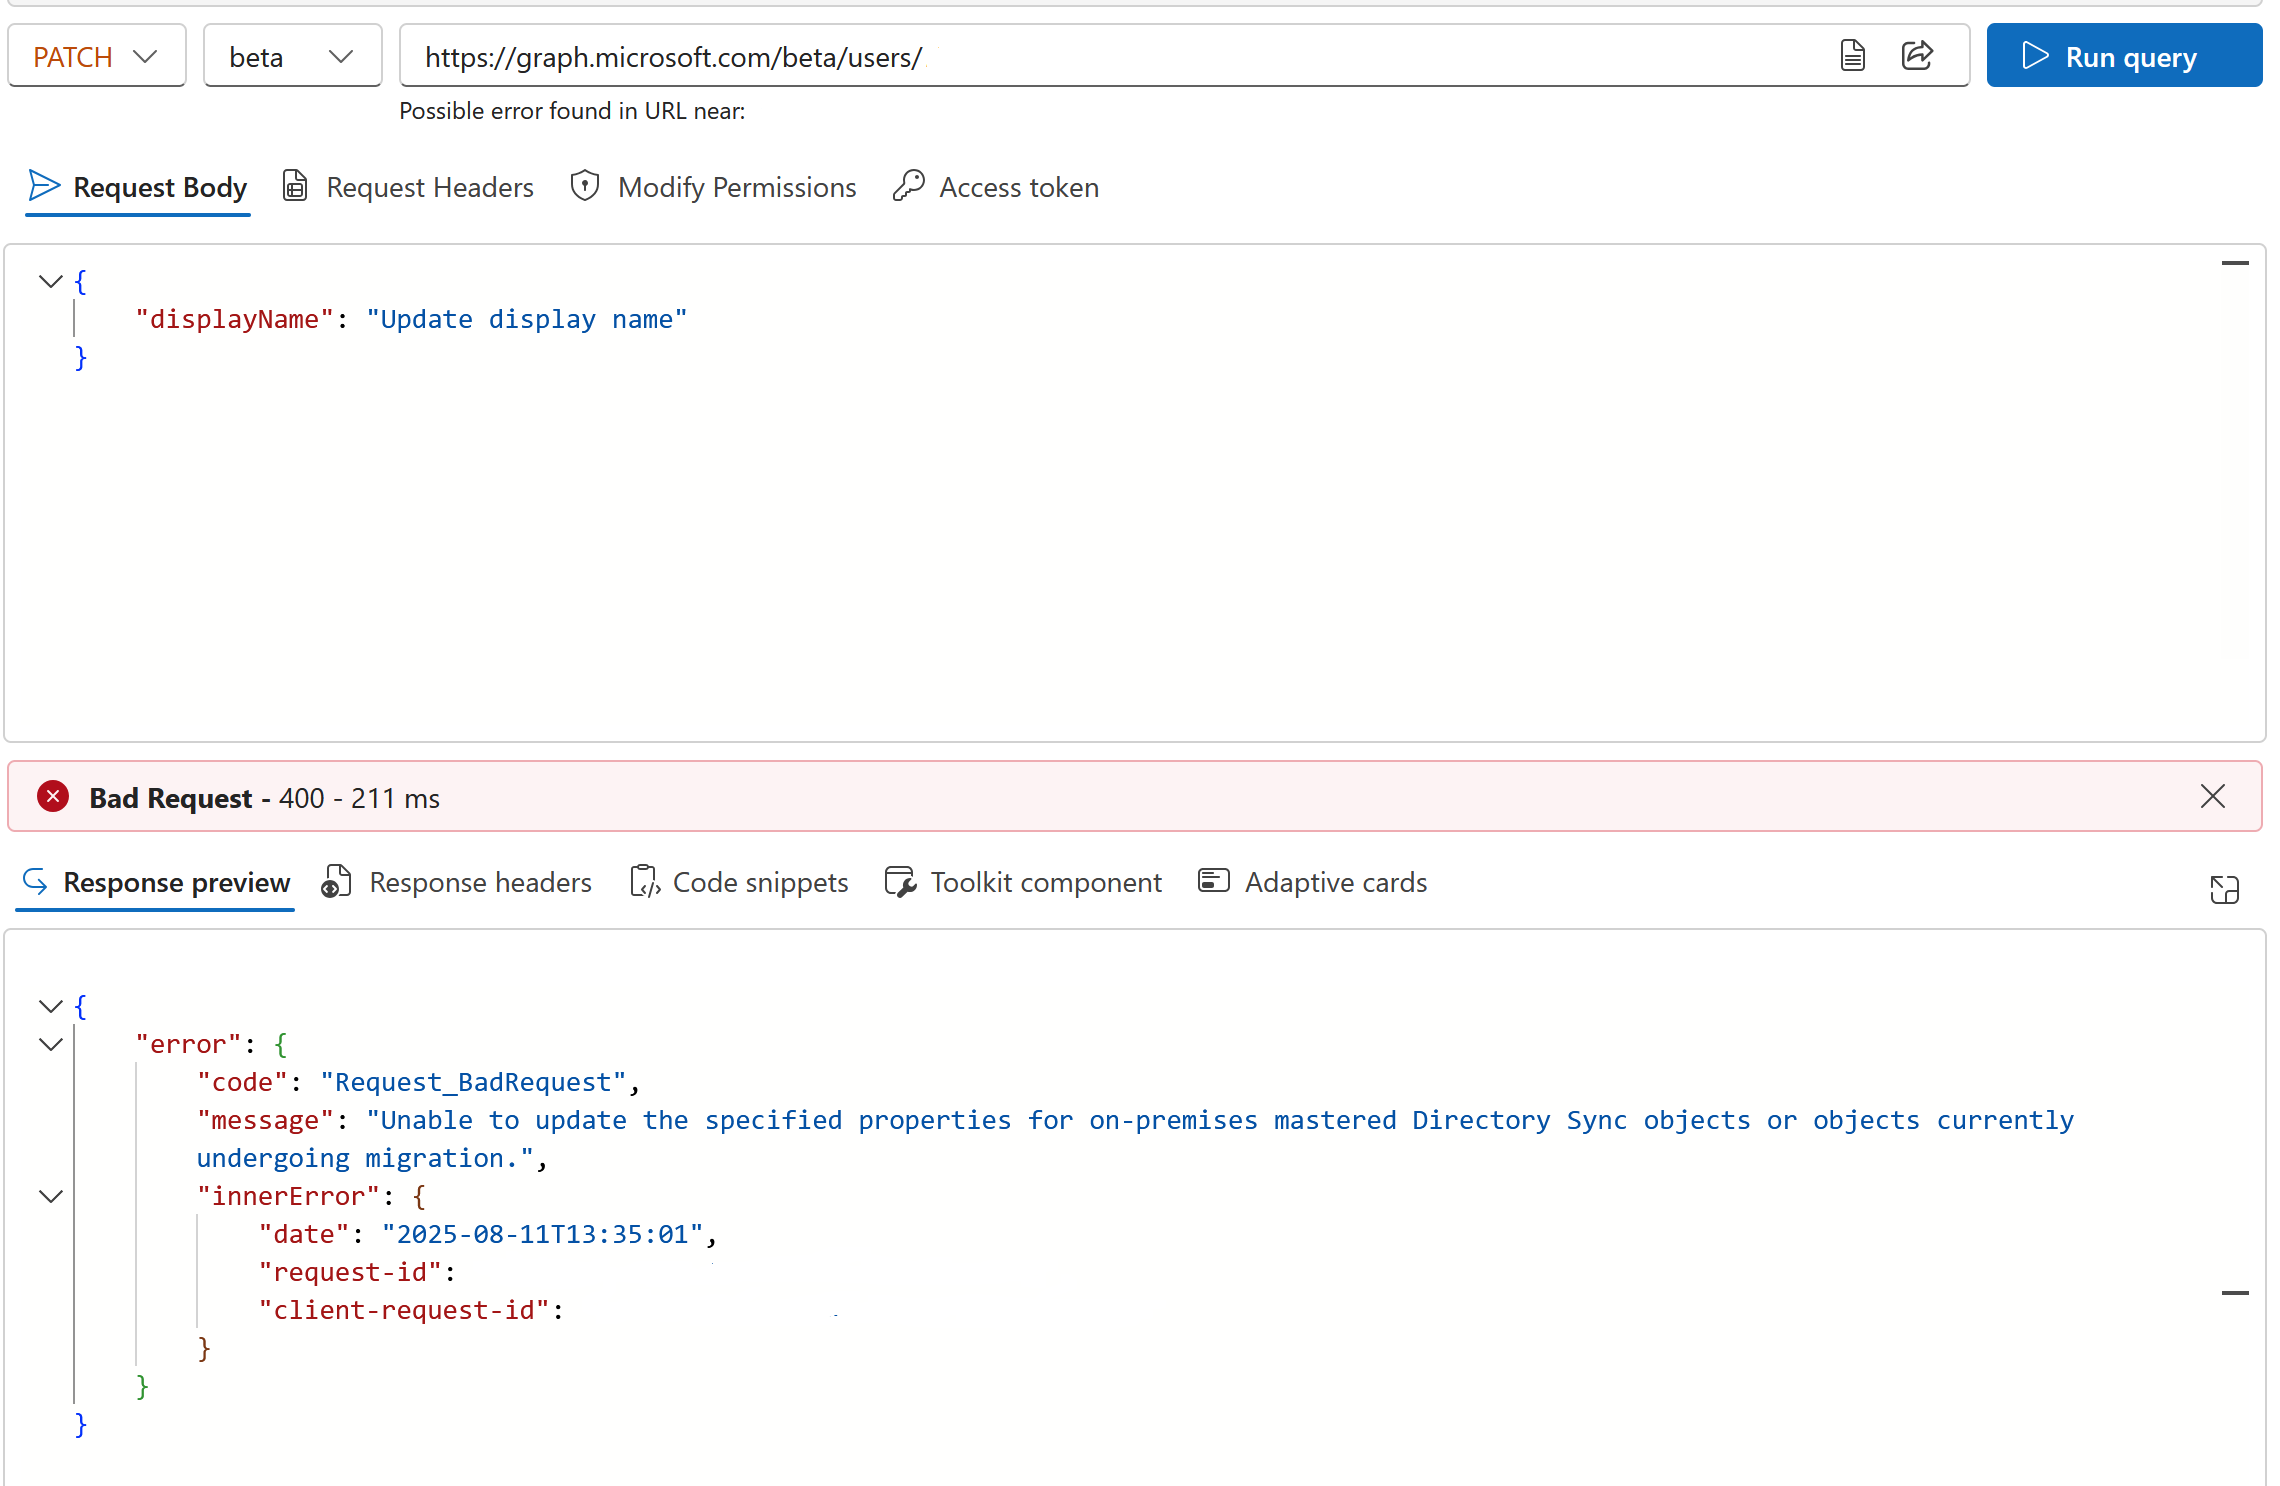 PATCH beta https://graph.microsoft.com/beta/users/ Run query
Possible error found in URL near:
Request Body Request Headers Modify Permissions Access token
{
"displayName": "Update display name"
}
Bad Request - 400 - 211 ms
Response preview Response headers Code snippets Toolkit component Adaptive cards
{
"error": {
"code": "Request_BadRequest",
"message": "Unable to update the specified properties for on-premises mastered Directory Sync objects or objects currently
undergoing migration.",
"innerError": {
"date": "2025-08-11T13:35:01",
"request-id":
"client-request-id":
}
}
}